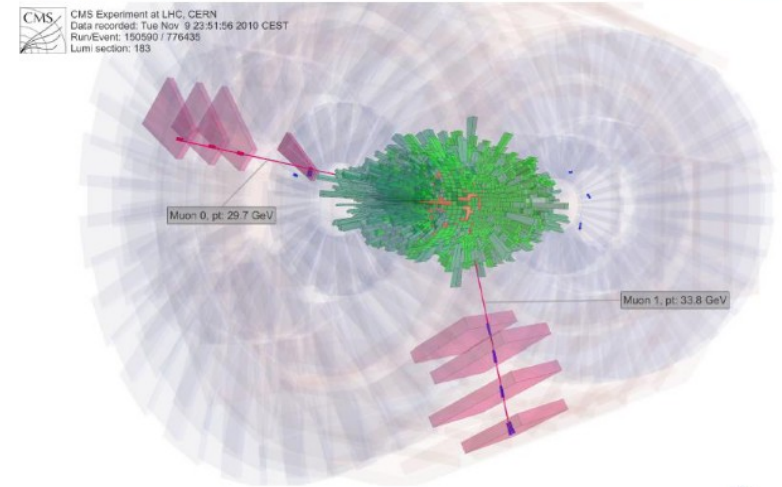 CMS
CMS Experiment at LHC, CERN
Data recorded: Tue Nov 9 23:51:56 2010 CEST
Run/Event: 150590 / 776435
Lumi section: 183
Muon 0, pt: 29.7 GeV
Muon 1, pt: 33.8 GeV